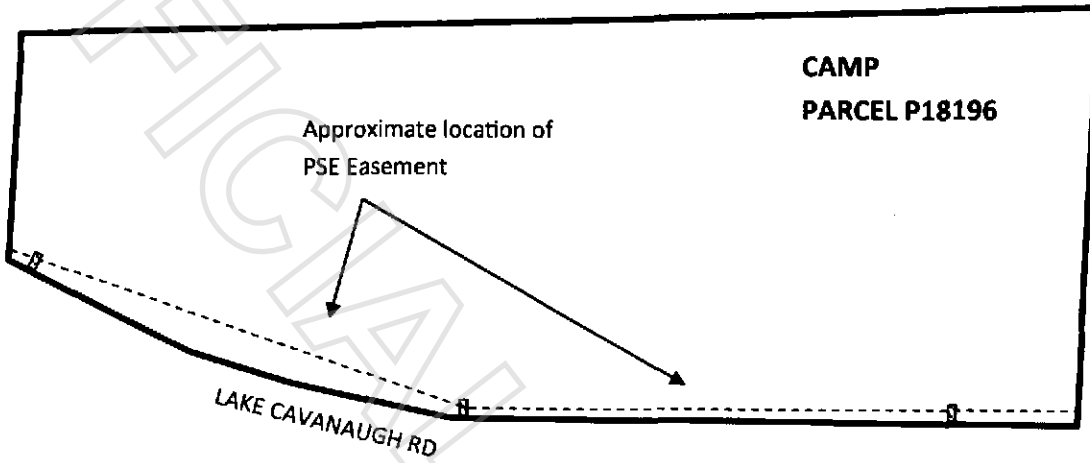 CAMP
PARCEL P18196
Approximate location of
PSE Easement
LAKE CAVANAUGH RD